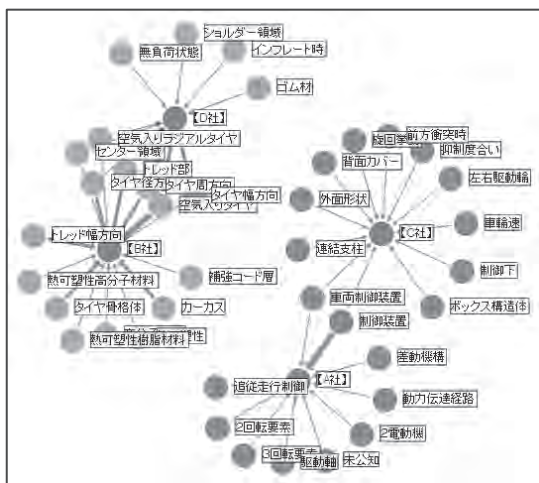 ショルダー領域
無負荷状態
インフレート時
ゴム材
【D社】
空気入りラジアルタイヤ
センター領域
トレッド部
タイヤ径方
タイヤ周方向
タイヤ幅方向
空気入りタイヤ
トレッド幅方向
【B社】
熱可塑性高分子材料
補強コード層
タイヤ骨格体
カーカス
熱可塑性樹脂材料
前方衝突時
旋回挙
抑制度合い
背面カバー
左右駆動輪
外面形状
【C社】
車輪速
連結支柱
制御下
車両制御装置
ボックス構造体
制御装置
差動機構
追従走行制御
【A社】
動力伝達経路
2回転要素
2電動機
3回転要素
駆動軸
未公知